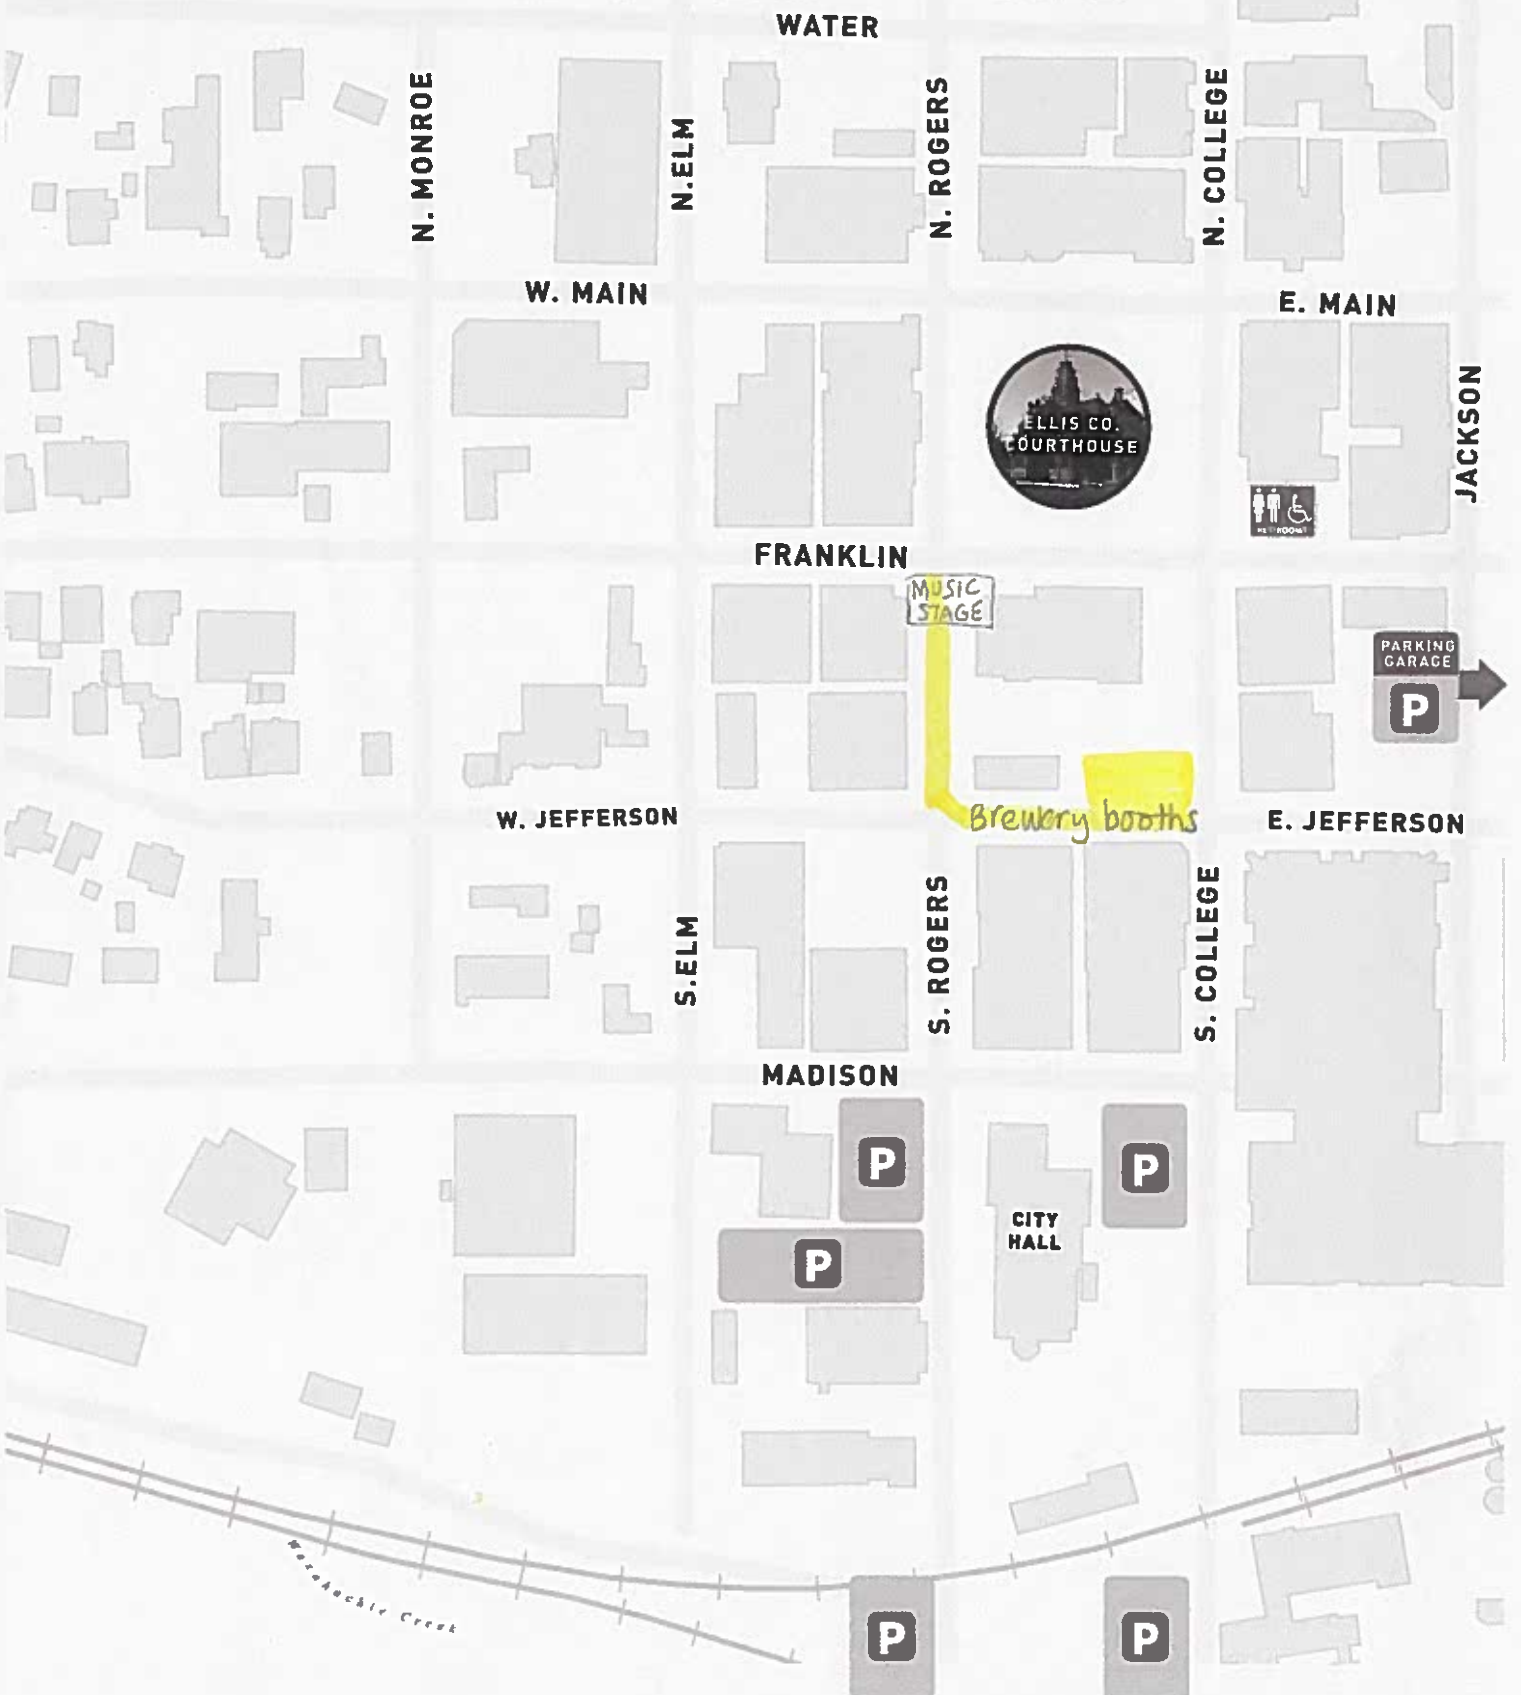 WATER
N. MONROE
N.ELM
N. ROGERS
N. COLLEGE
W. MAIN
E. MAIN
ELLIS CO.
COURTHOUSE
JACKSON
FRANKLIN
MUSIC
STAGE
PARKING
GARAGE
P
W. JEFFERSON
Brewery booths
E. JEFFERSON
S.ELM
S. ROGERS
S. COLLEGE
MADISON
P
P
CITY
HALL
P
P
P